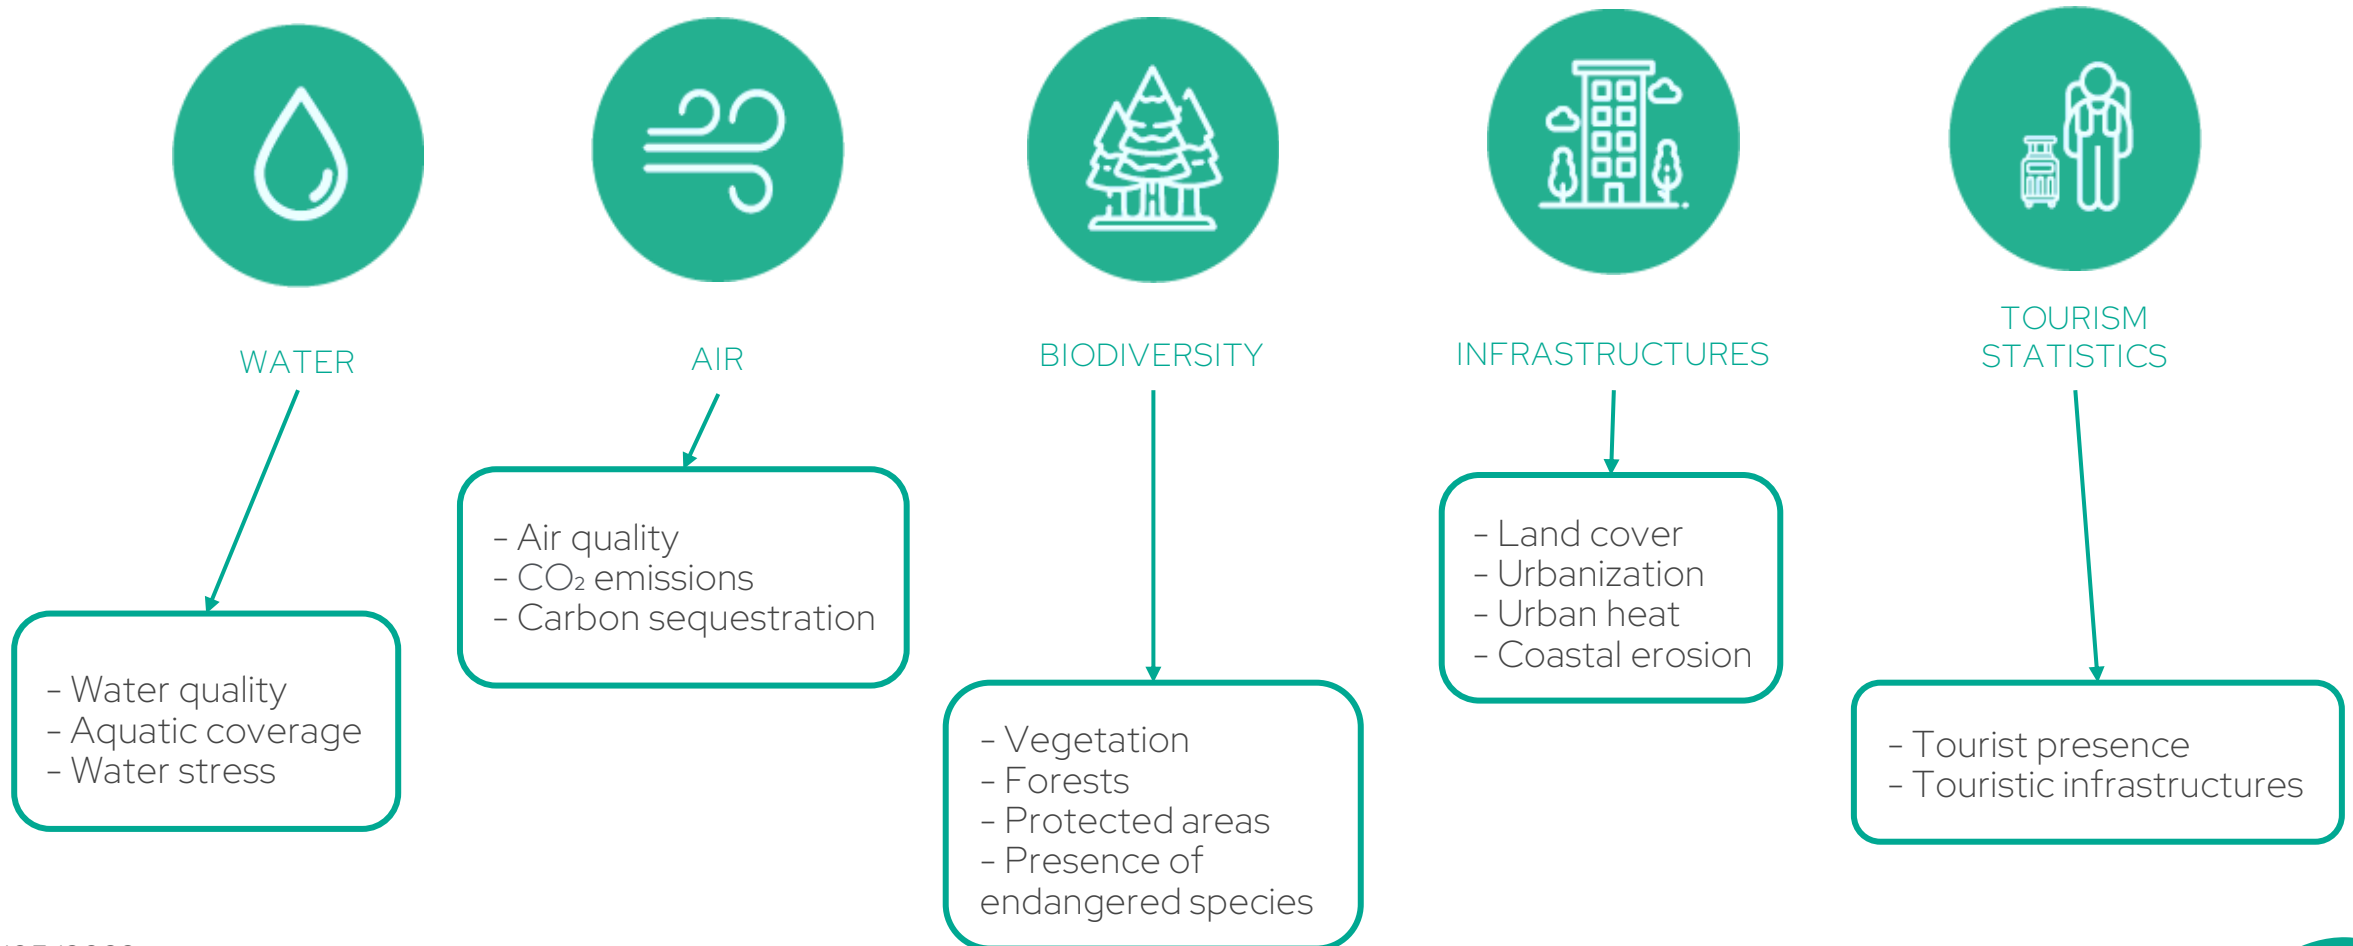 WATER
AIR
BIODIVERSITY
INFRASTRUCTURES
TOURISM
STATISTICS
- Water quality
- Aquatic coverage
- Water stress
- Air quality
- CO₂ emissions
- Carbon sequestration
- Vegetation
- Forests
- Protected areas
- Presence of
endangered species
- Land cover
- Urbanization
- Urban heat
- Coastal erosion
- Tourist presence
- Touristic infrastructures